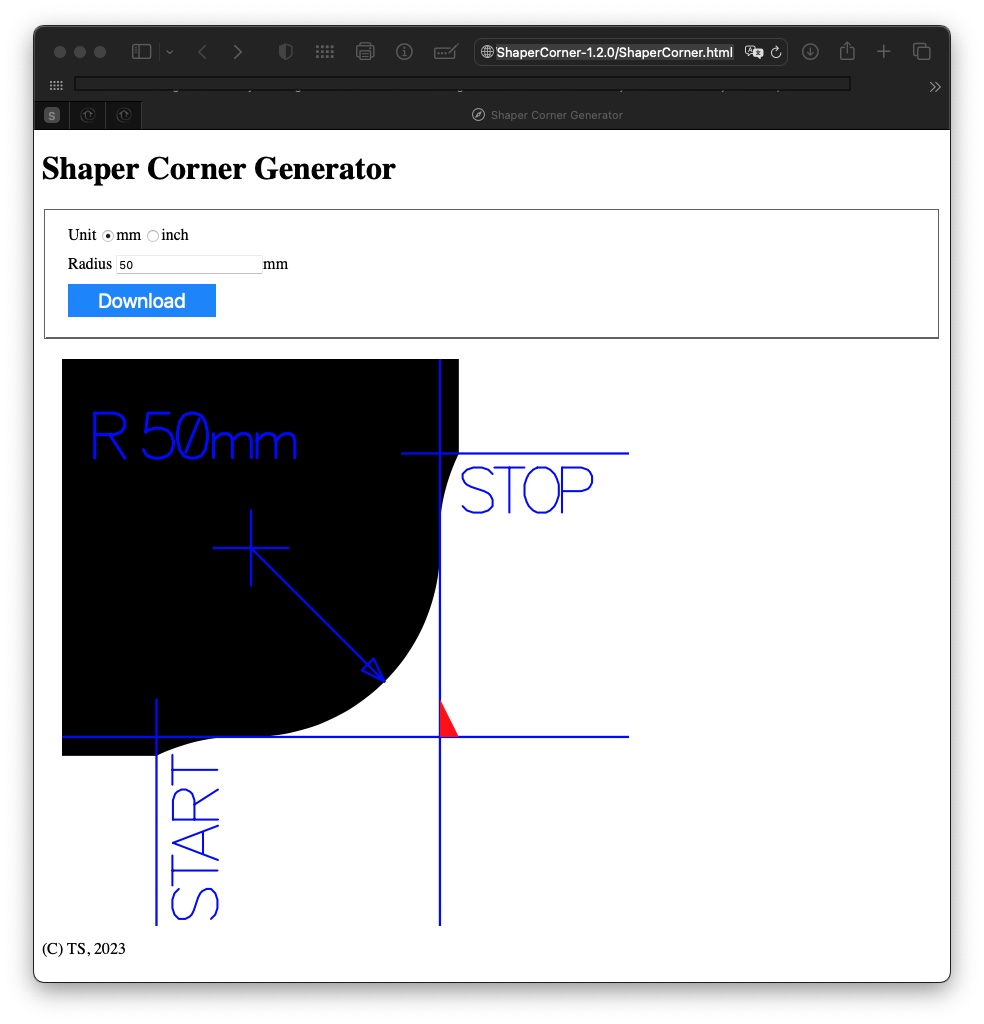 ShaperCorner-1.2.0/ShaperCorner.html
S
Shaper Corner Generator
Shaper Corner Generator
Unit mm inch
Radius 50 mm
Download
R 50mm
STOP
START
(C) TS, 2023